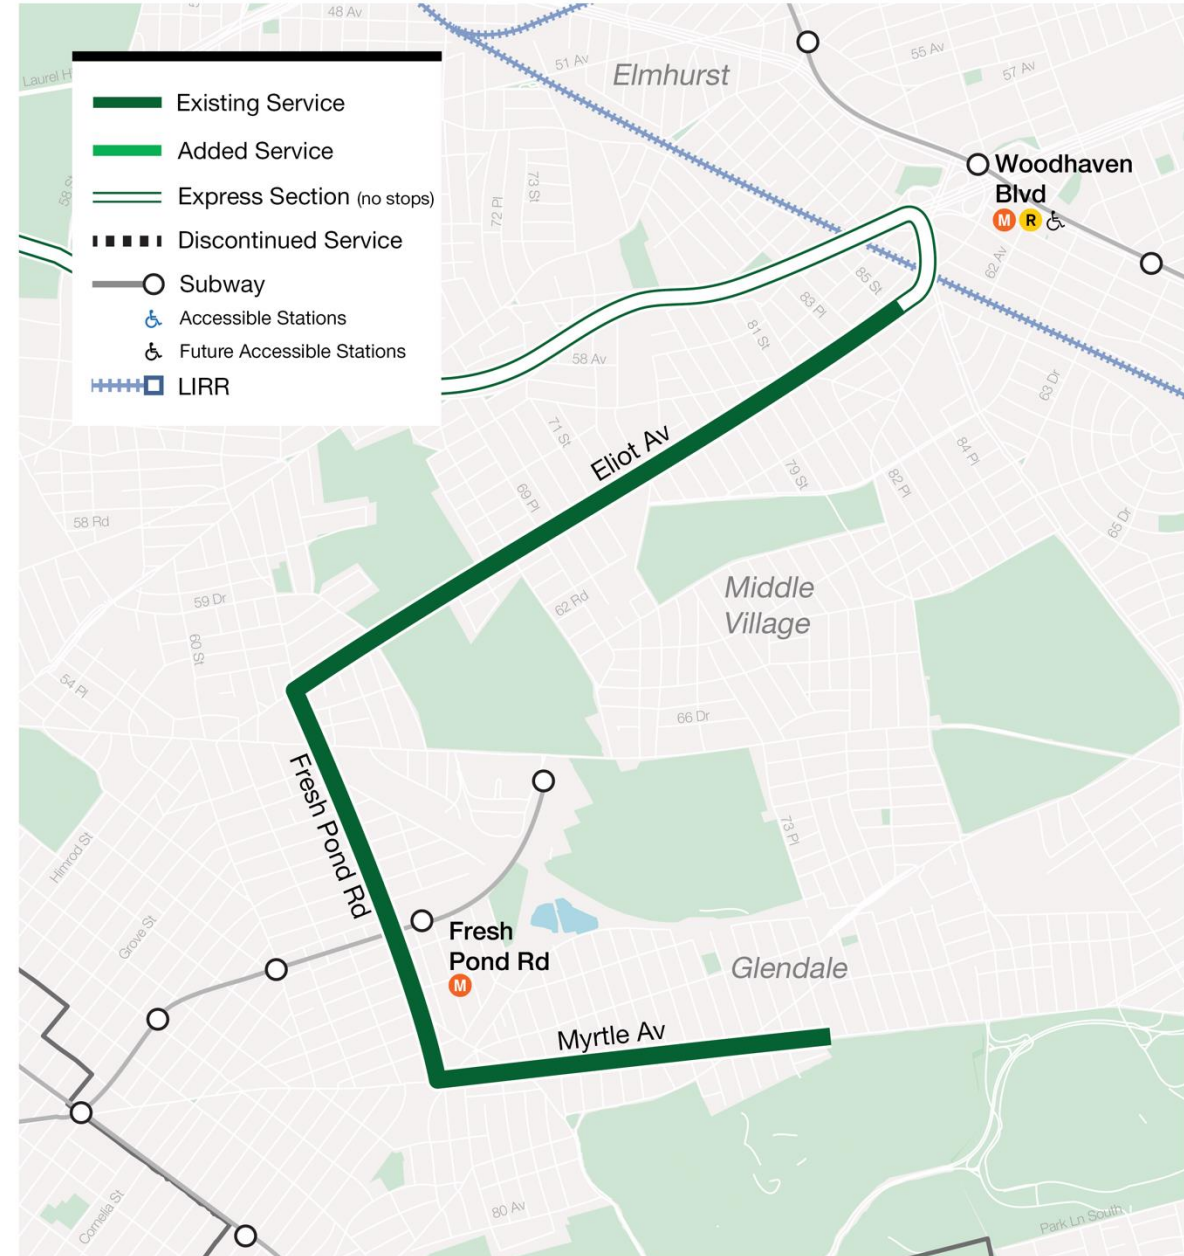 48 Av
51 Av
Elmhurst
55 Av
57 Av
Laurel H
58 St
Existing Service
Added Service
Express Section (no stops)
Discontinued Service
Subway
Accessible Stations
Future Accessible Stations
LIRR
73 St
72 Pl
Woodhaven
Blvd
M R
62 Av
85 St
83 Pl
81 St
58 Av
63 Dr
71 St
Eliot Av
84 Pl
79 St
82 Pl
69 Pl
65 Dr
58 Rd
Middle
Village
59 Dr
62 Rd
60 St
54 Pl
66 Dr
Fresh Pond Rd
73 Pl
Himrod St
Grove St
Fresh
Pond Rd
M
Glendale
Myrtle Av
Cornelia St
80 Av
Park Ln South